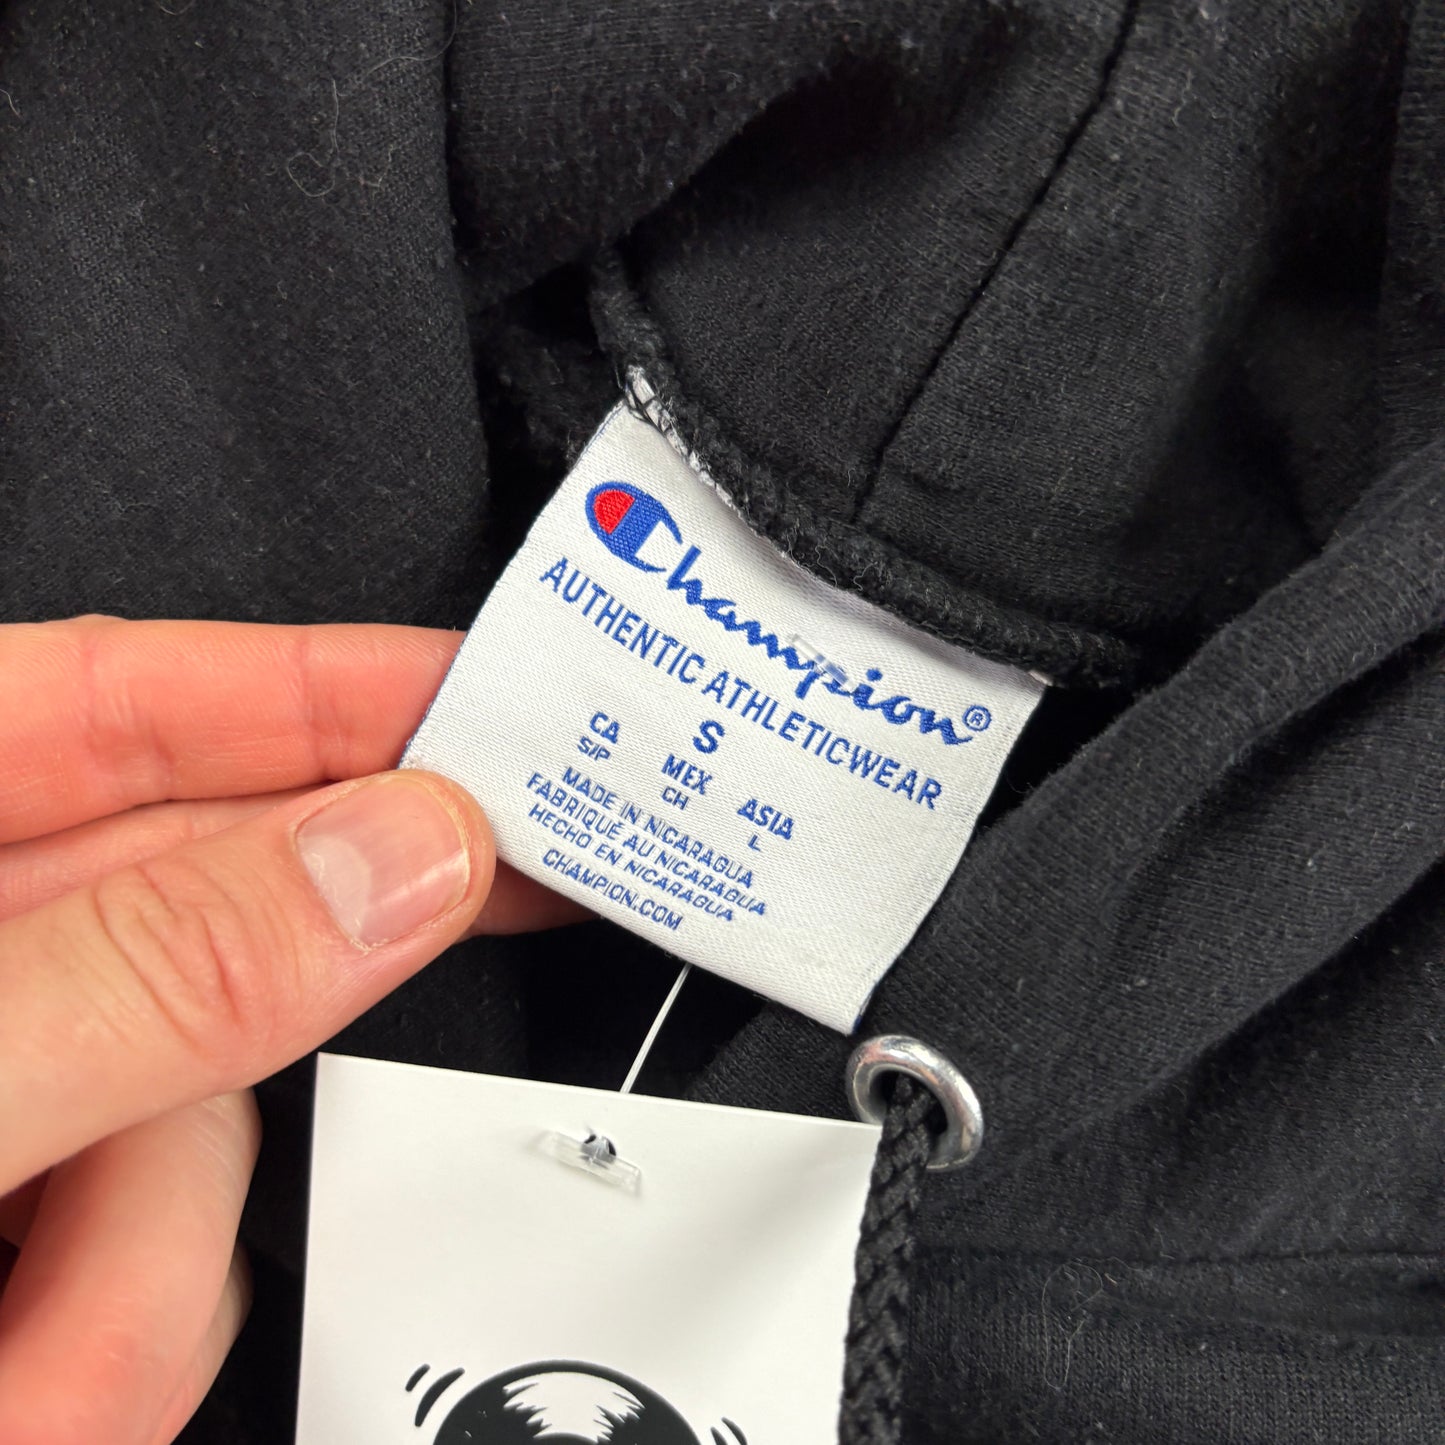 Champion®
AUTHENTIC ATHLETICWEAR
S
CA MEX ASIA
S/P CH L
MADE IN NICARAGUA
FABRIQUÉ AU NICARAGUA
HECHO EN NICARAGUA
CHAMPION.COM